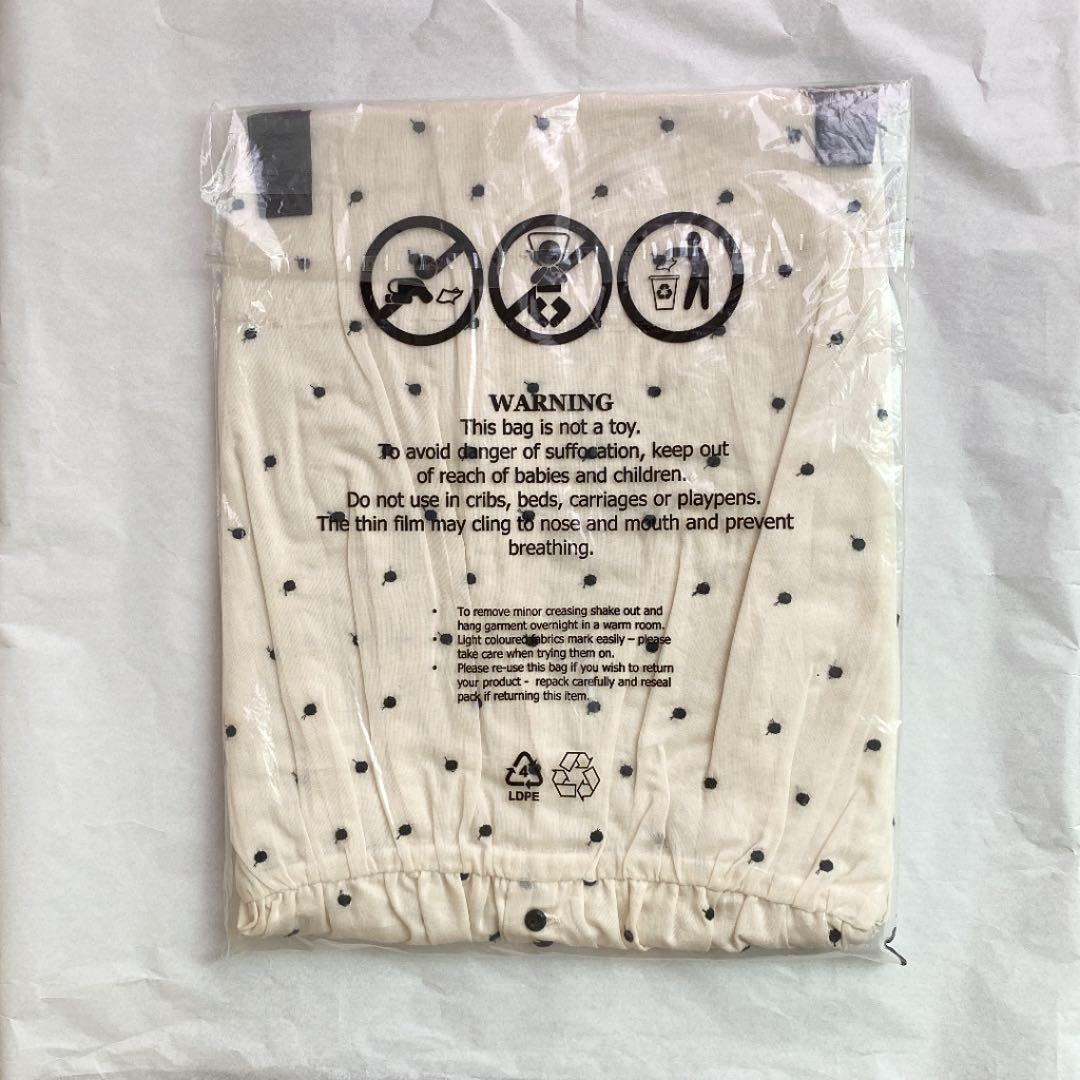 WARNING
This bag is not a toy.
To avoid danger of suffocation, keep out
of reach of babies and children.
Do not use in cribs, beds, carriages or playpens.
The thin film may cling to nose and mouth and prevent
breathing.
• To remove minor creasing shake out and
hang garment overnight in a warm room.
• Light coloured fabrics mark easily – please
take care when trying them on.
• Please re-use this bag if you wish to return
your product - repack carefully and reseal
pack if returning this item.
4
LDPE